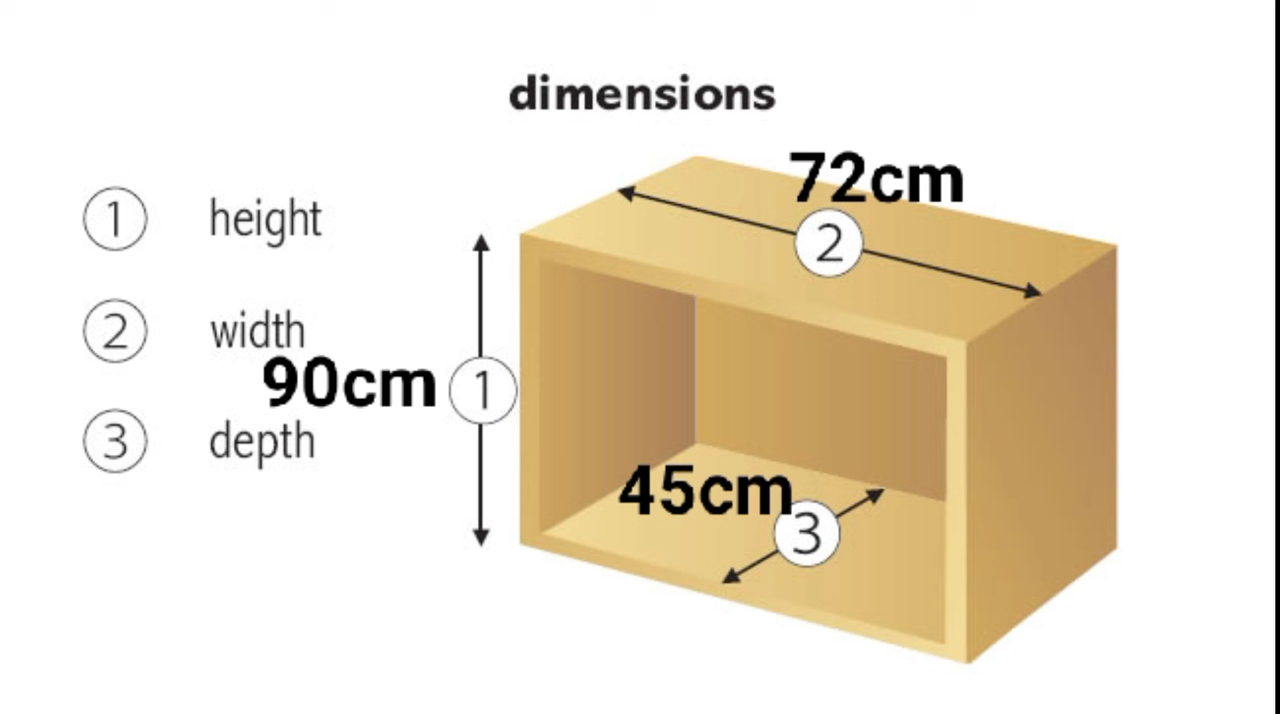 dimensions
72cm
1 height
2
2 width
90cm
1
3 depth
45cm
3